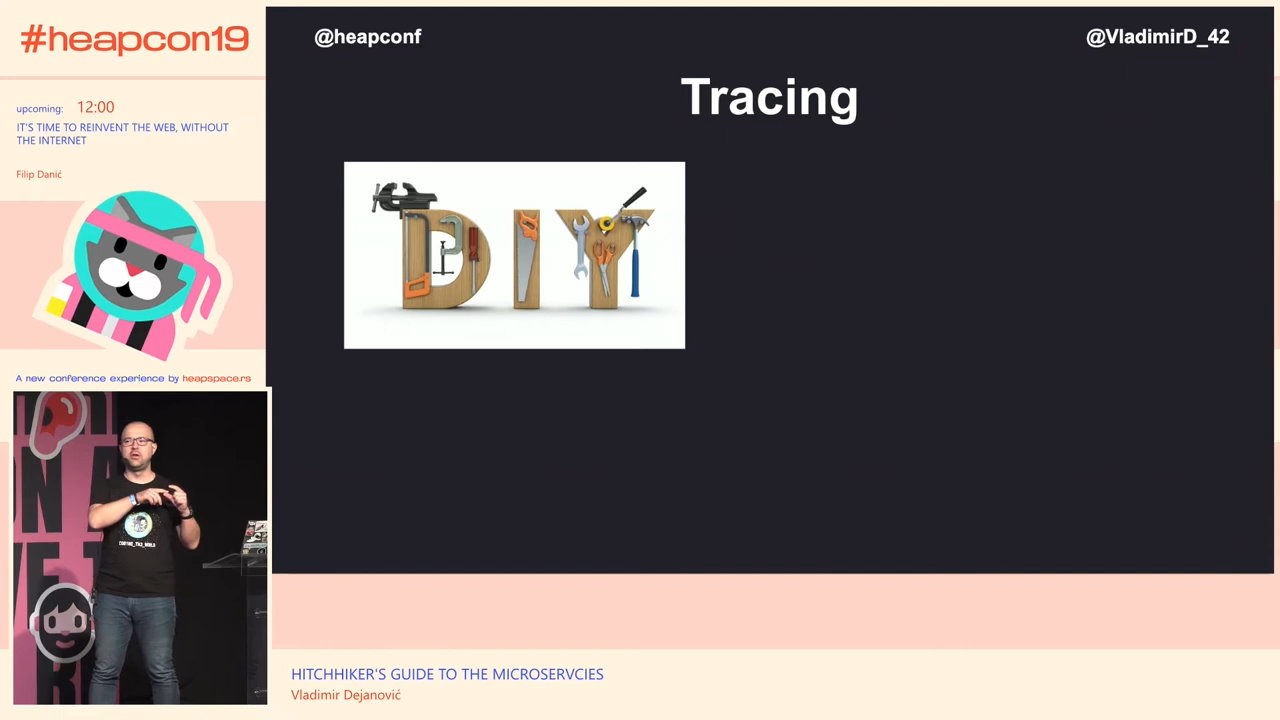 #heapcon19
upcoming: 12:00
IT'S TIME TO REINVENT THE WEB, WITHOUT
THE INTERNET
Filip Danić
A new conference experience by heapspace.rs
@heapconf
@VladimirD_42
Tracing
DIY
HITCHHIKER'S GUIDE TO THE MICROSERVCIES
Vladimir Dejanović